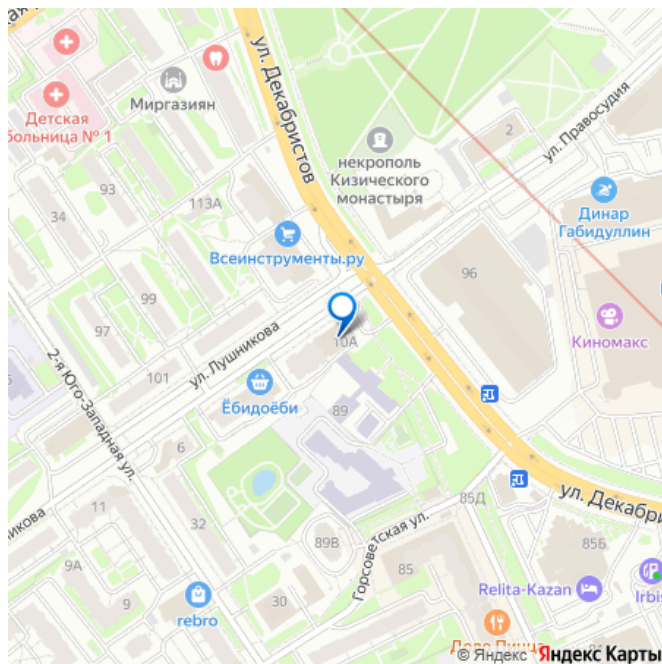 ул. Декабристов
Детская
больница № 1
Миргазиян
93
34
113А
некрополь
Кизического
монастыря
2
ул. Правосудия
Динар
Габидуллин
Всеинструменты.ру
96
99
97
Киномакс
ул. Лушникова
10А
2-я Юго-Западная ул.
101
Ёбидоёби
89
6
11
32
85Д
ул. Декабри
Горсоветская ул.
89В
85Б
9А
9
85
30
rebro
Relita-Kazan
Irbis
© Яндекс Яндекс Карты